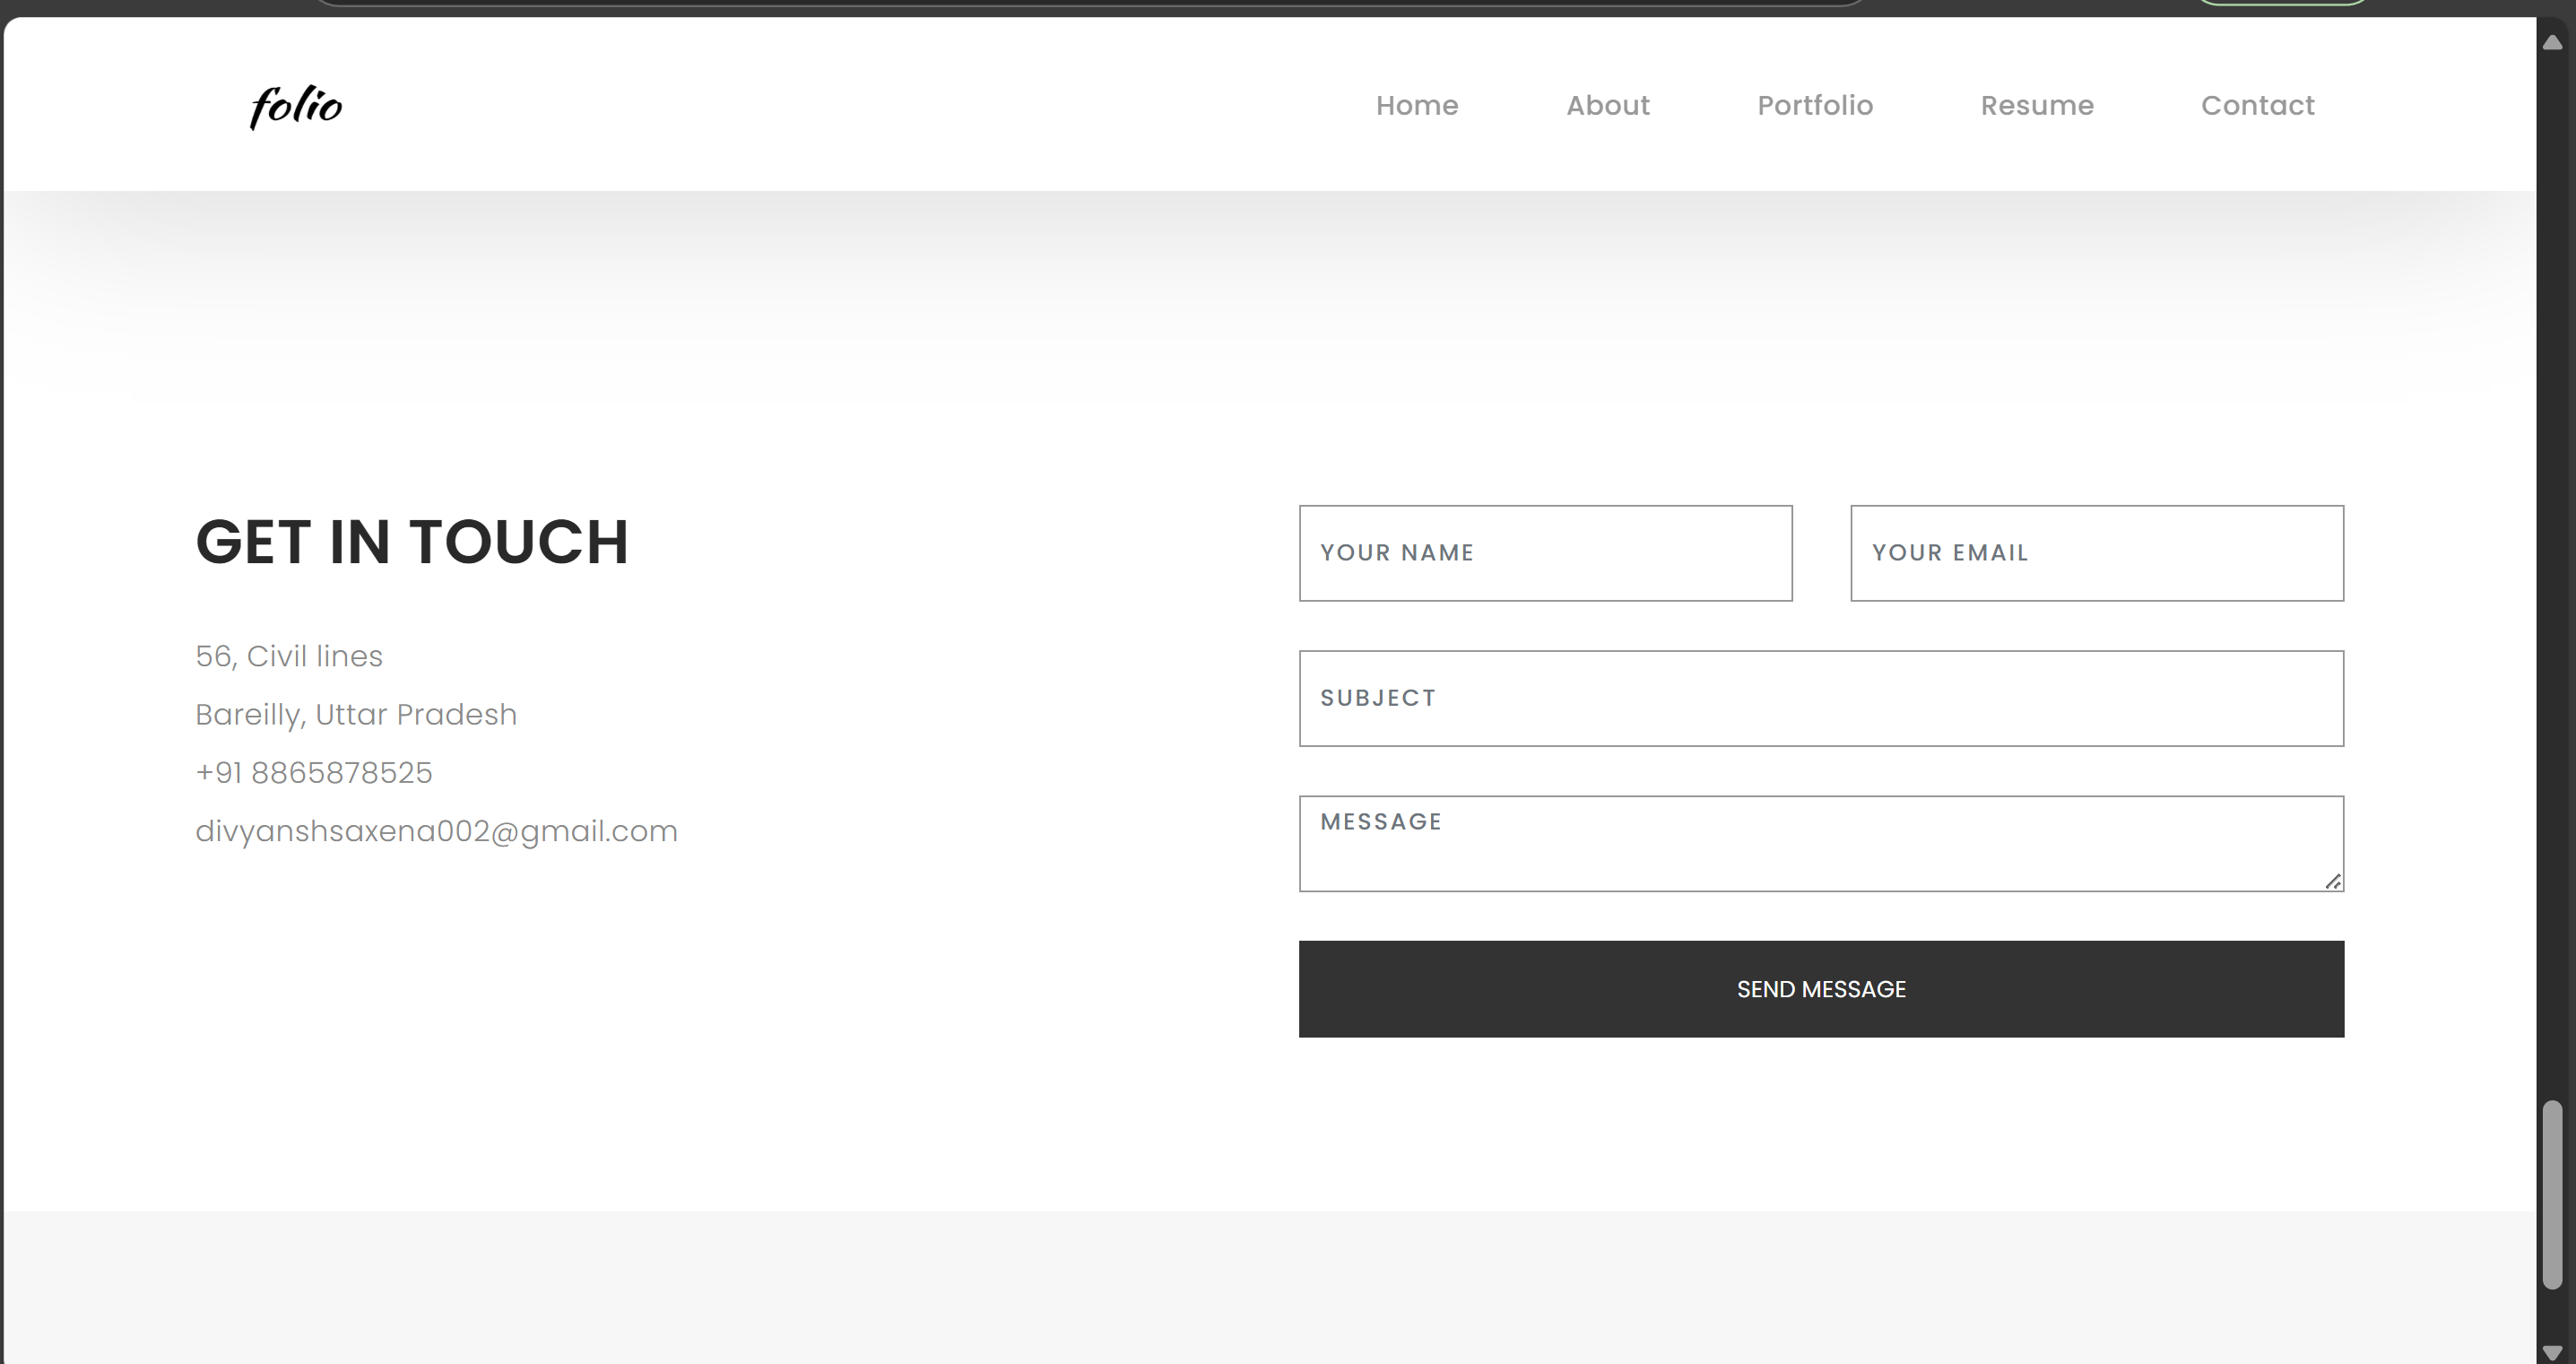 folio
Home About Portfolio Resume Contact
GET IN TOUCH
56, Civil lines
Bareilly, Uttar Pradesh
+91 8865878525
divyanshsaxena002@gmail.com
YOUR NAME YOUR EMAIL
SUBJECT
MESSAGE
SEND MESSAGE